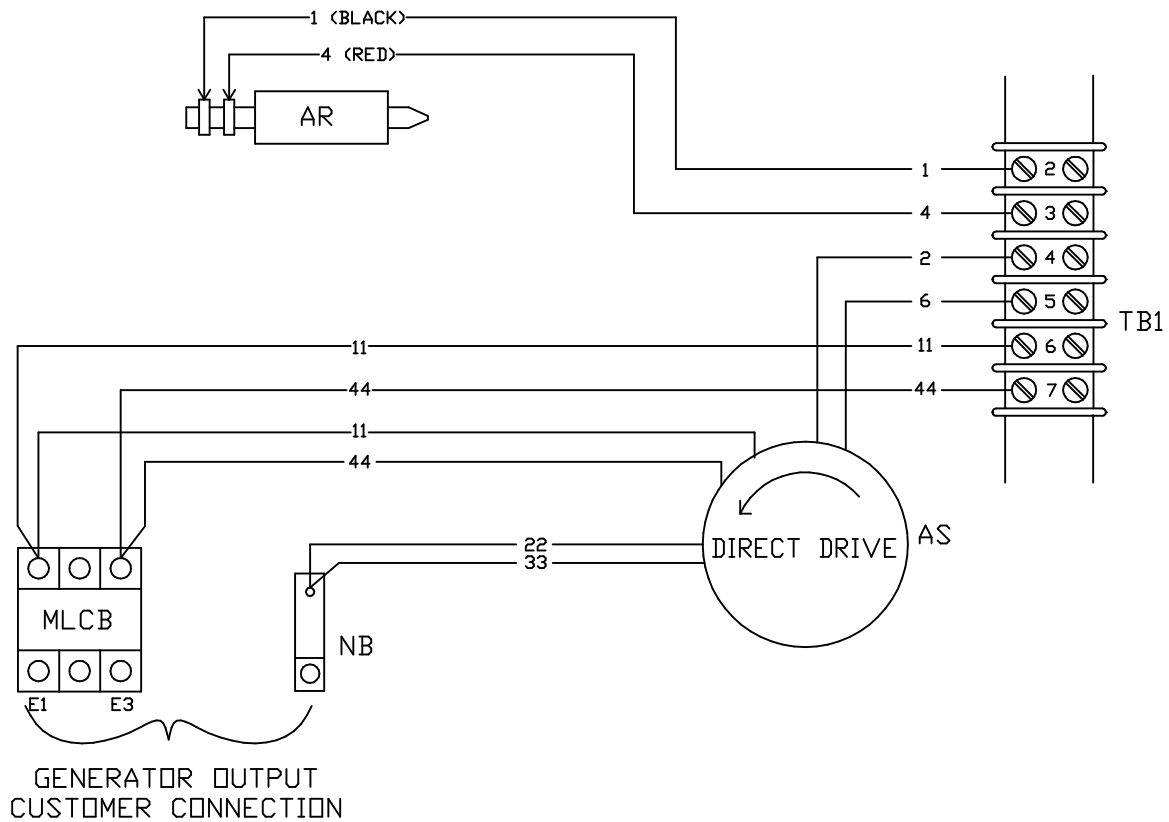 1 (BLACK)
4 (RED)
AR
1
2
4
3
2
4
6
5
TB1
11
11
6
44
44
7
11
44
22
33
DIRECT DRIVE
AS
MLCB
NB
E1
E3
GENERATOR OUTPUT
CUSTOMER CONNECTION